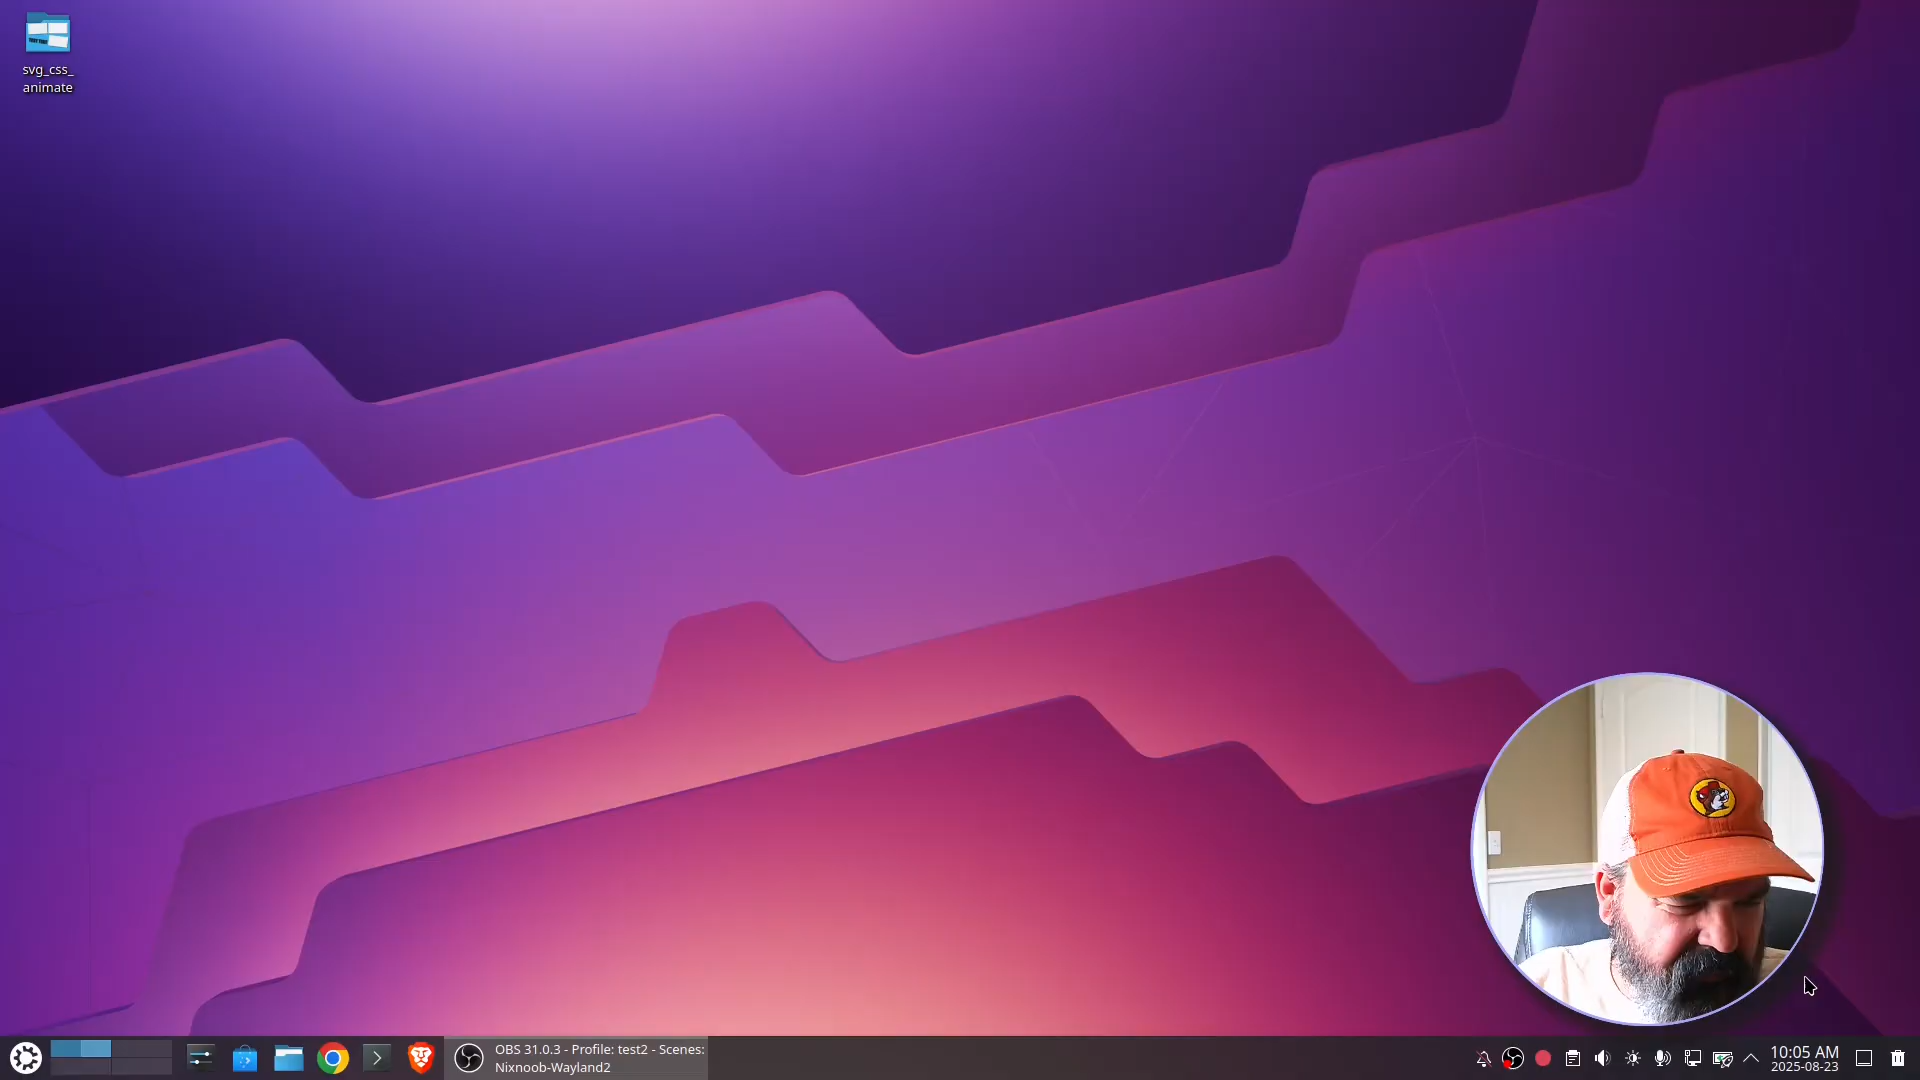 svg_css_
animate
OBS 31.0.3 - Profile: test2 - Scenes:
Nixnoob-Wayland2
10:05 AM
2025-08-23